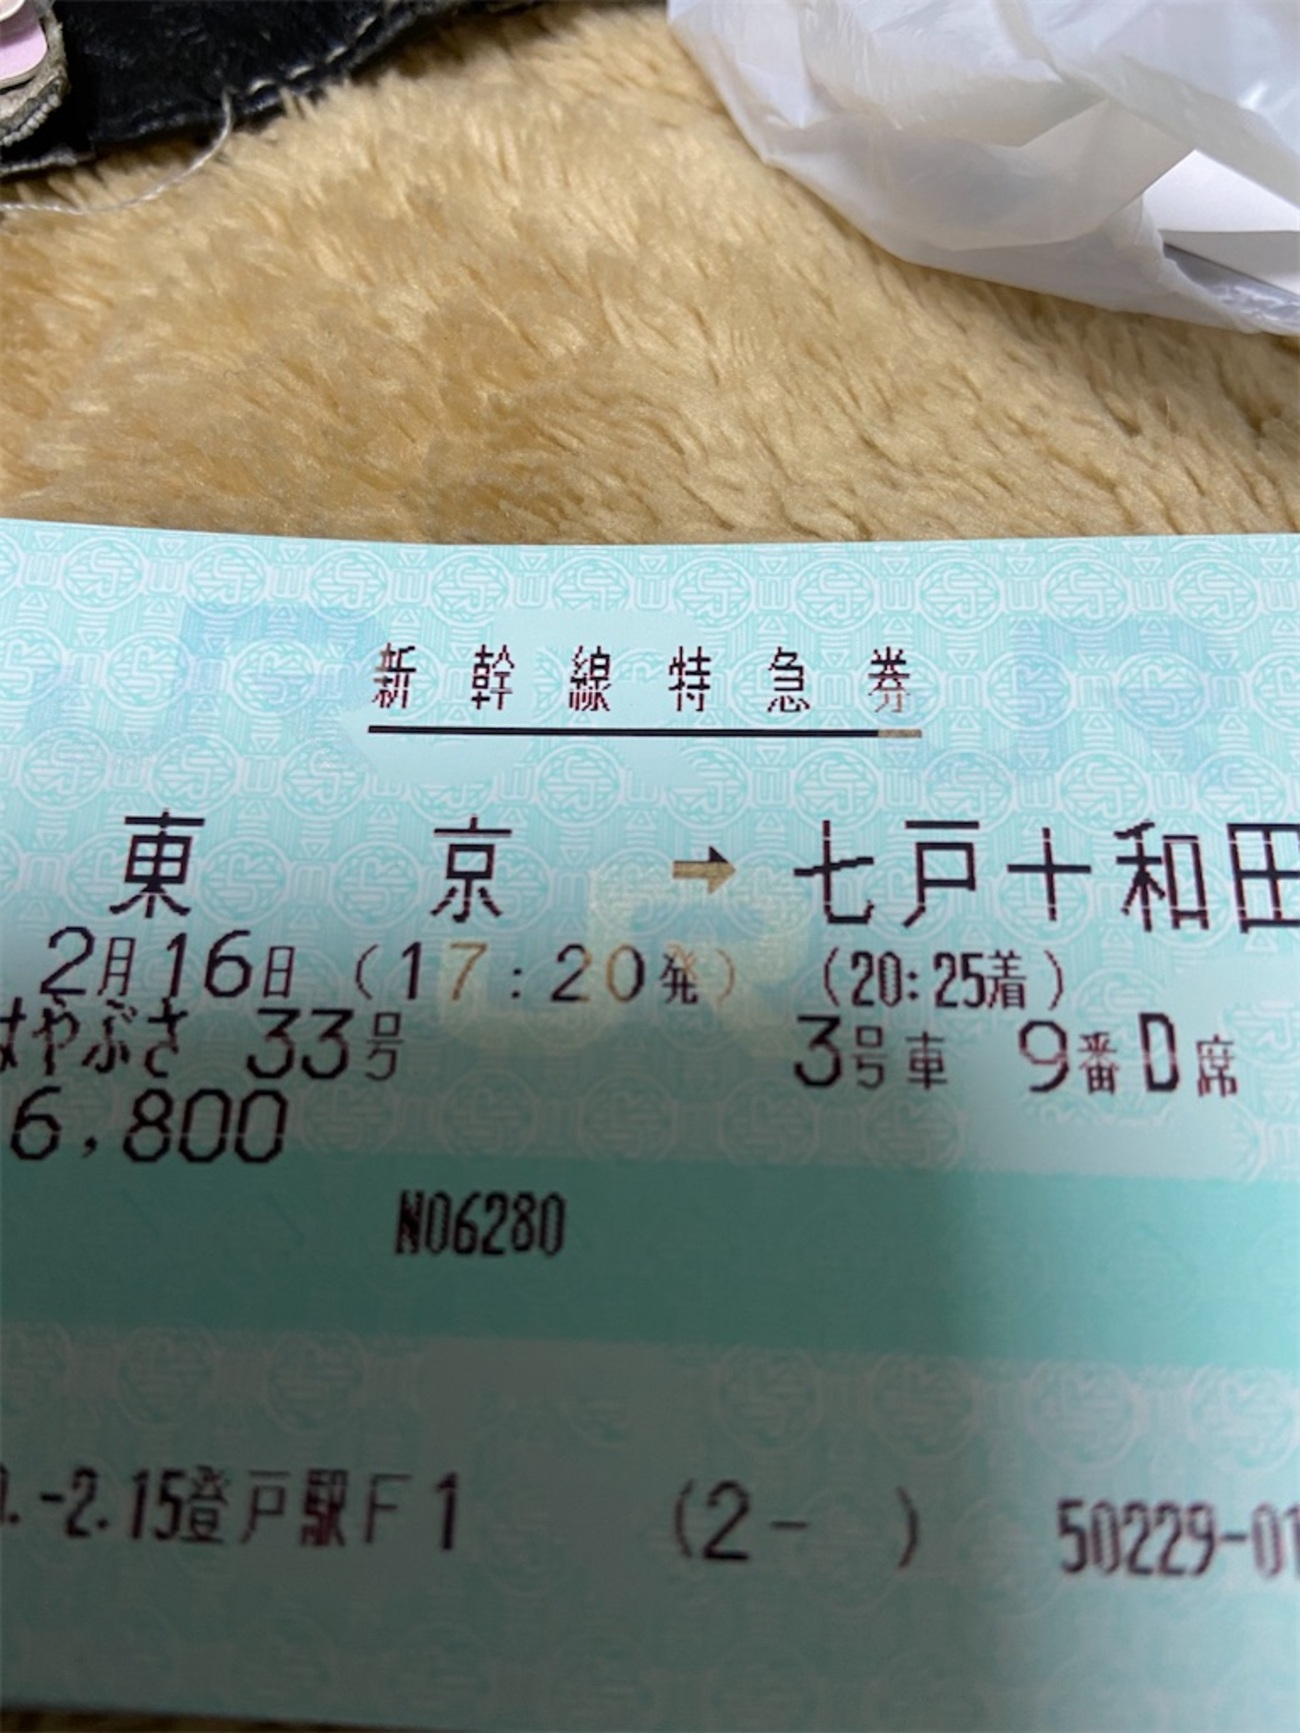 新幹線特急券
東京 → 七戸十和田
2月16日 (17:20発) (20:25着)
はやぶさ 33号 3号車 9番D席
6,800
N06280
.-2.15登戸駅F1 (2- ) 50229-01